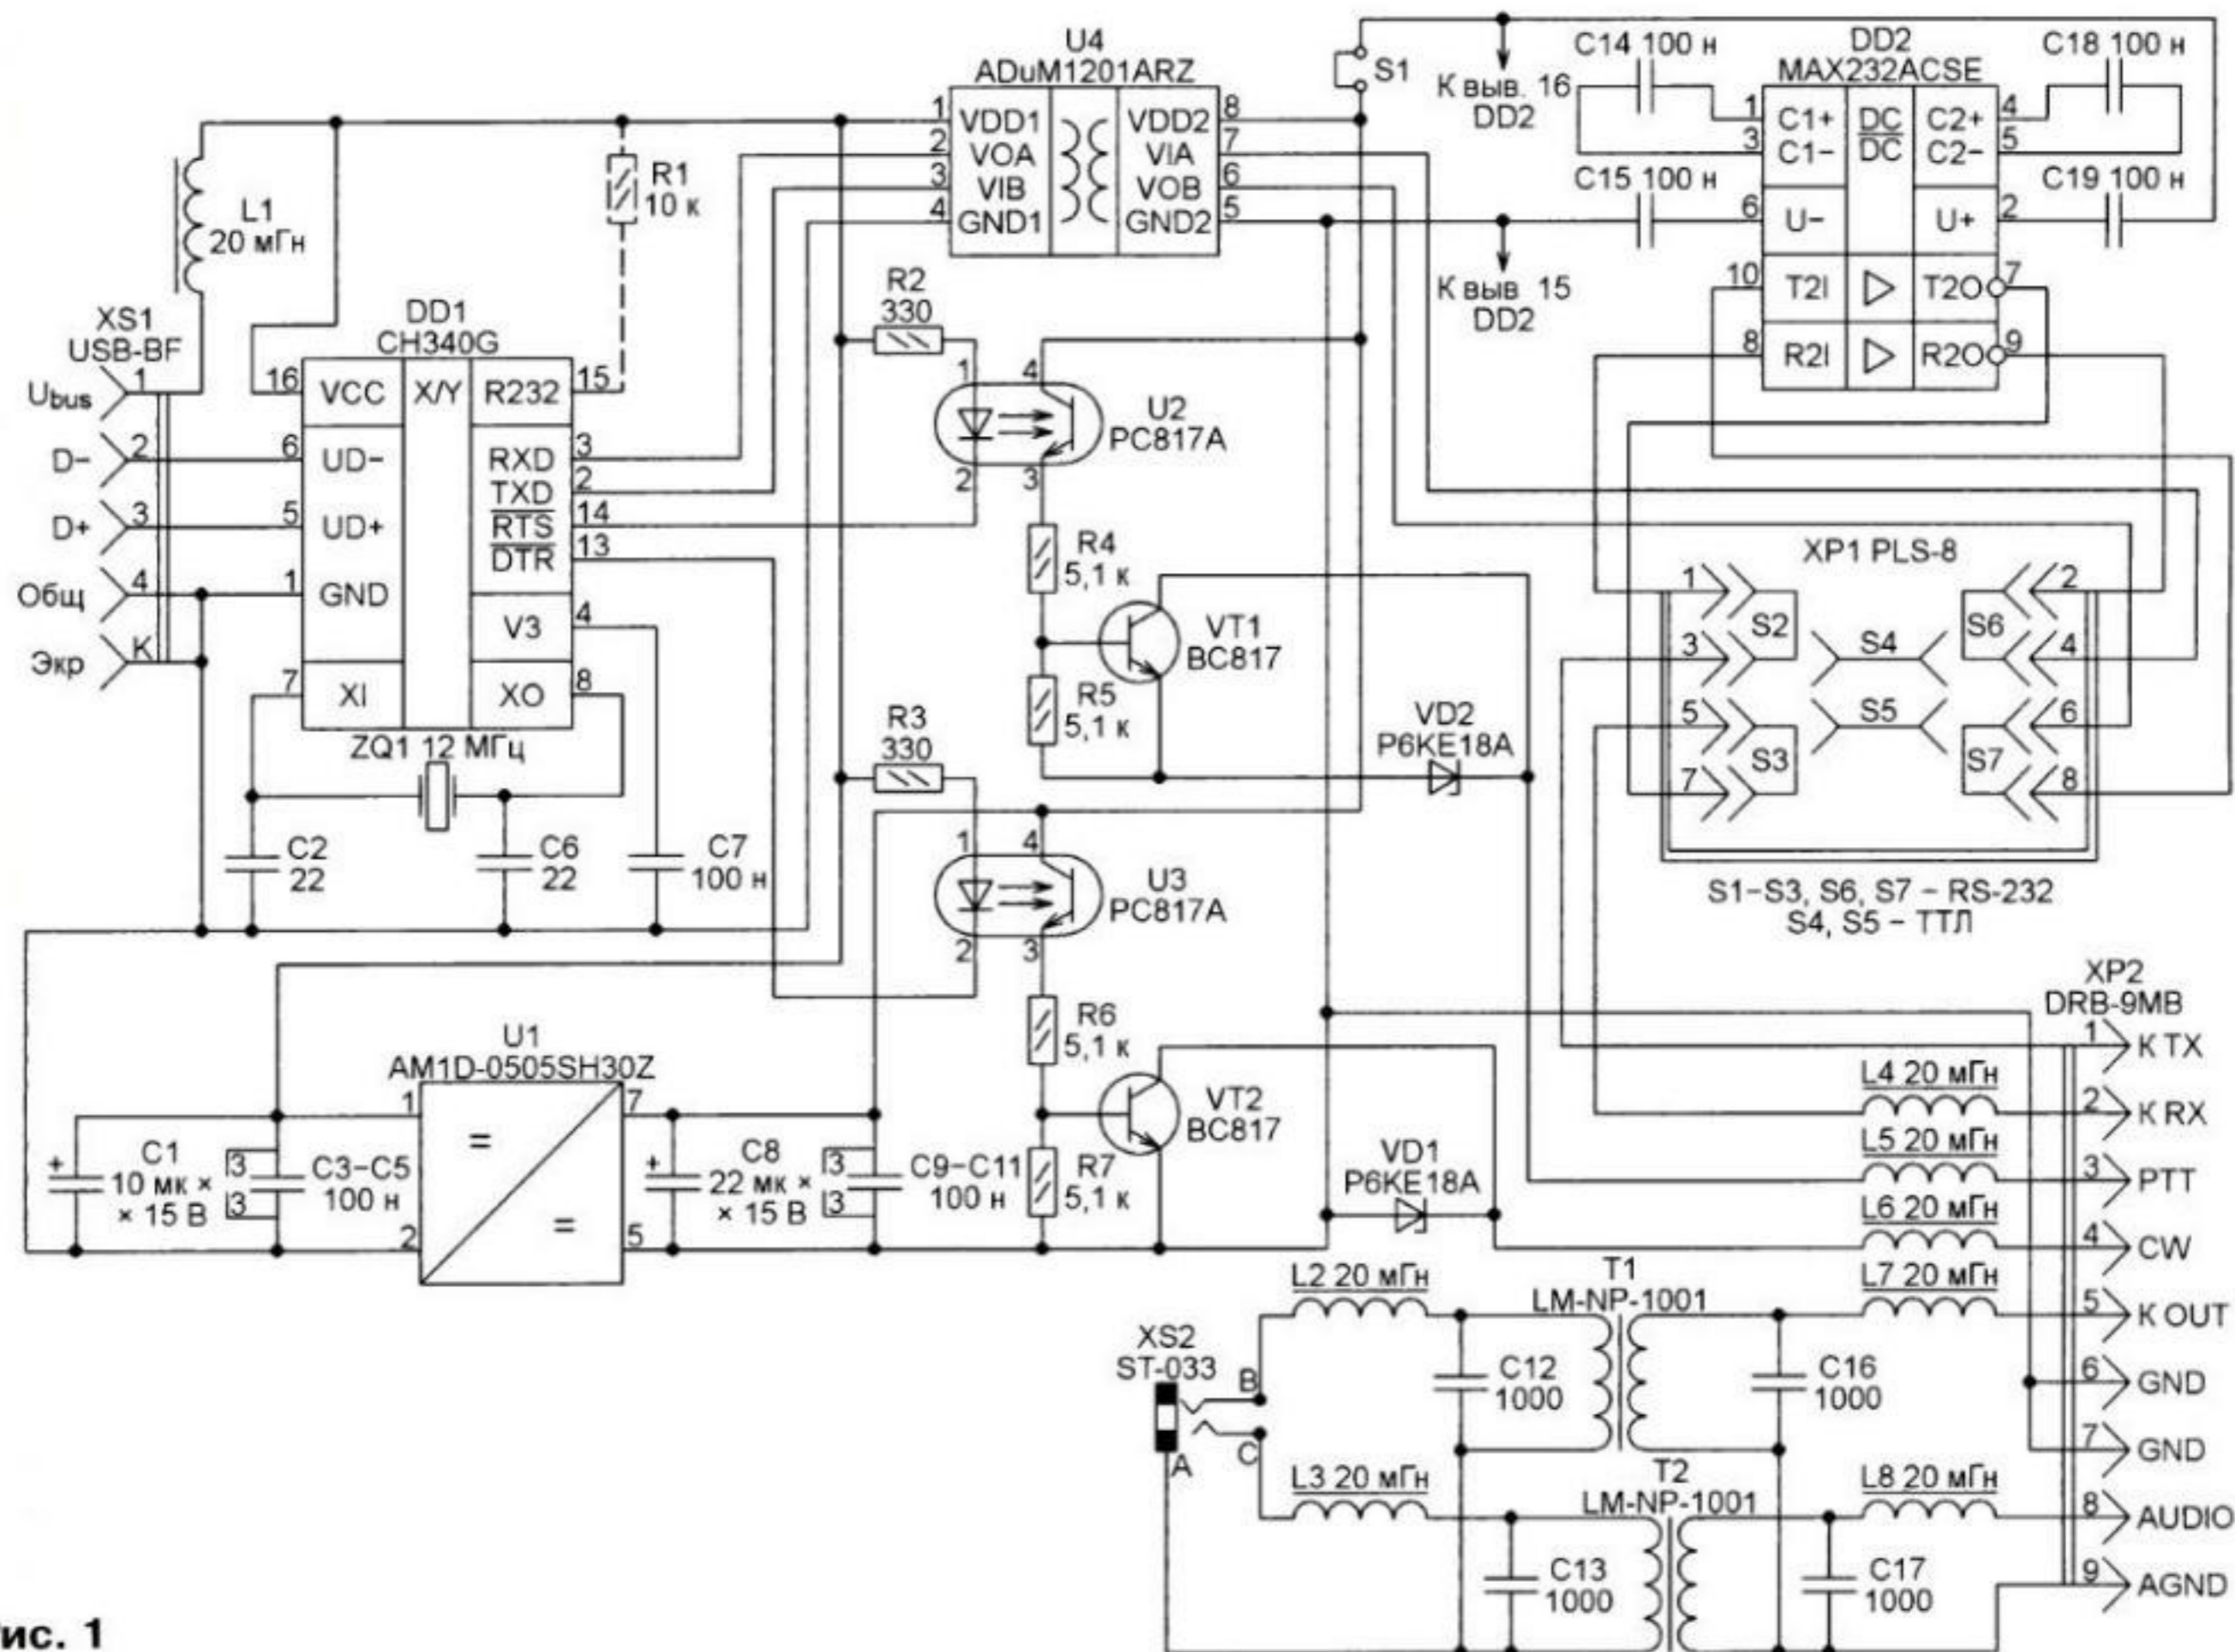 U4
ADuM1201ARZ
1 VDD1 VDD2 8
2 VOA VIA 7
3 VIB VOB 6
4 GND1 GND2 5
S1
К выв. 16
DD2
К выв 15
DD2
C14 100 н
C15 100 н
DD2
MAX232ACSE
C18 100 н
C19 100 н
1 C1+ DC C2+ 4
3 C1− DC C2− 5
6 U− U+ 2
10 T2I T2O 7
8 R2I R2O 9
L1
20 мГн
R1
10 к
XS1
USB-BF
Ubus 1
D− 2
D+ 3
Общ 4
Экр K
DD1
CH340G
16 VCC X/Y R232 15
6 UD− RXD 3
TXD 2
5 UD+ RTS 14
DTR 13
1 GND
V3 4
7 XI XO 8
ZQ1 12 МГц
C2
22
C6
22
C7
100 н
R2
330
1 4
U2
PC817A
2 3
R4
5,1 к
VT1
BC817
R5
5,1 к
VD2
P6KE18A
R3
330
1 4
U3
PC817A
2 3
R6
5,1 к
VT2
BC817
R7
5,1 к
VD1
P6KE18A
XP1 PLS-8
1 S2 S6 2
3 S4 4
5 S5 6
7 S3 S7 8
S1−S3, S6, S7 − RS-232
S4, S5 − ТТЛ
U1
AM1D-0505SH30Z
1 = 7
2 = 5
+ C1
10 мк ×
× 15 В
3
3
C3−C5
100 н
+ C8
22 мк ×
× 15 В
3
3
C9−C11
100 н
XP2
DRB-9MB
1 K TX
L4 20 мГн
2 K RX
L5 20 мГн
3 PTT
L6 20 мГн
4 CW
L7 20 мГн
5 K OUT
6 GND
7 GND
L8 20 мГн
8 AUDIO
9 AGND
L2 20 мГн
T1
LM-NP-1001
XS2
ST-033
B
C
A
C12
1000
C16
1000
L3 20 мГн
T2
LM-NP-1001
C13
1000
C17
1000
ис. 1